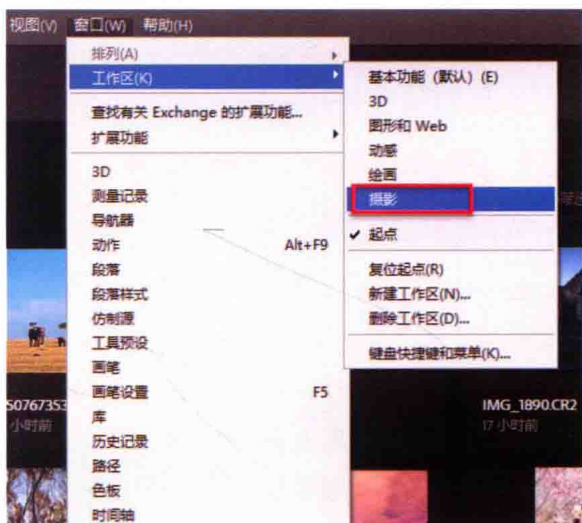 视图(V) 窗口(W) 帮助(H)
排列(A)
工作区(K)
查找有关 Exchange 的扩展功能...
扩展功能
3D
测量记录
导航器
动作 Alt+F9
段落
段落样式
仿制源
工具预设
画笔
画笔设置 F5
库
历史记录
路径
色板
时间轴
基本功能（默认）(E)
3D
图形和 Web
动感
绘画
摄影
✓ 起点
复位起点(R)
新建工作区(N)...
删除工作区(D)...
键盘快捷键和菜单(K)...
S0767353
小时前
IMG_1890.CR2
17 小时前